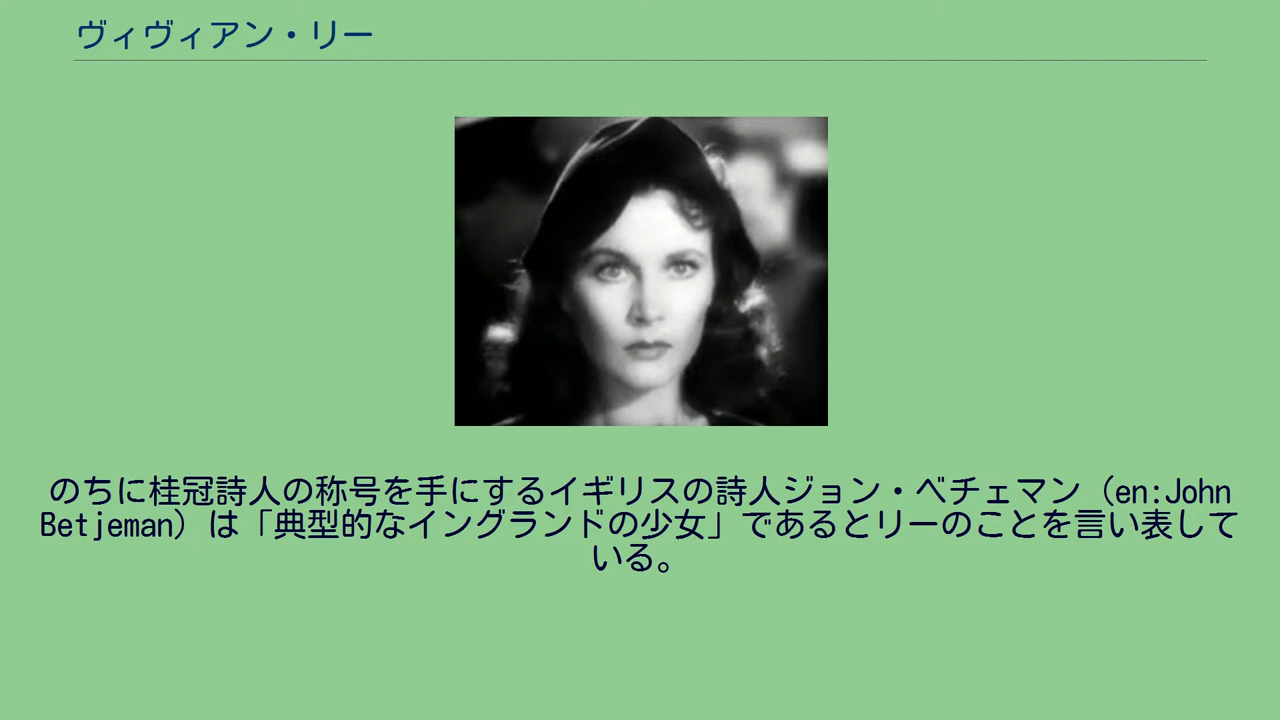 ヴィヴィアン・リー
のちに桂冠詩人の称号を手にするイギリスの詩人ジョン・ベチェマン（en:John
Betjeman）は「典型的なイングランドの少女」であるとリーのことを言い表して
いる。